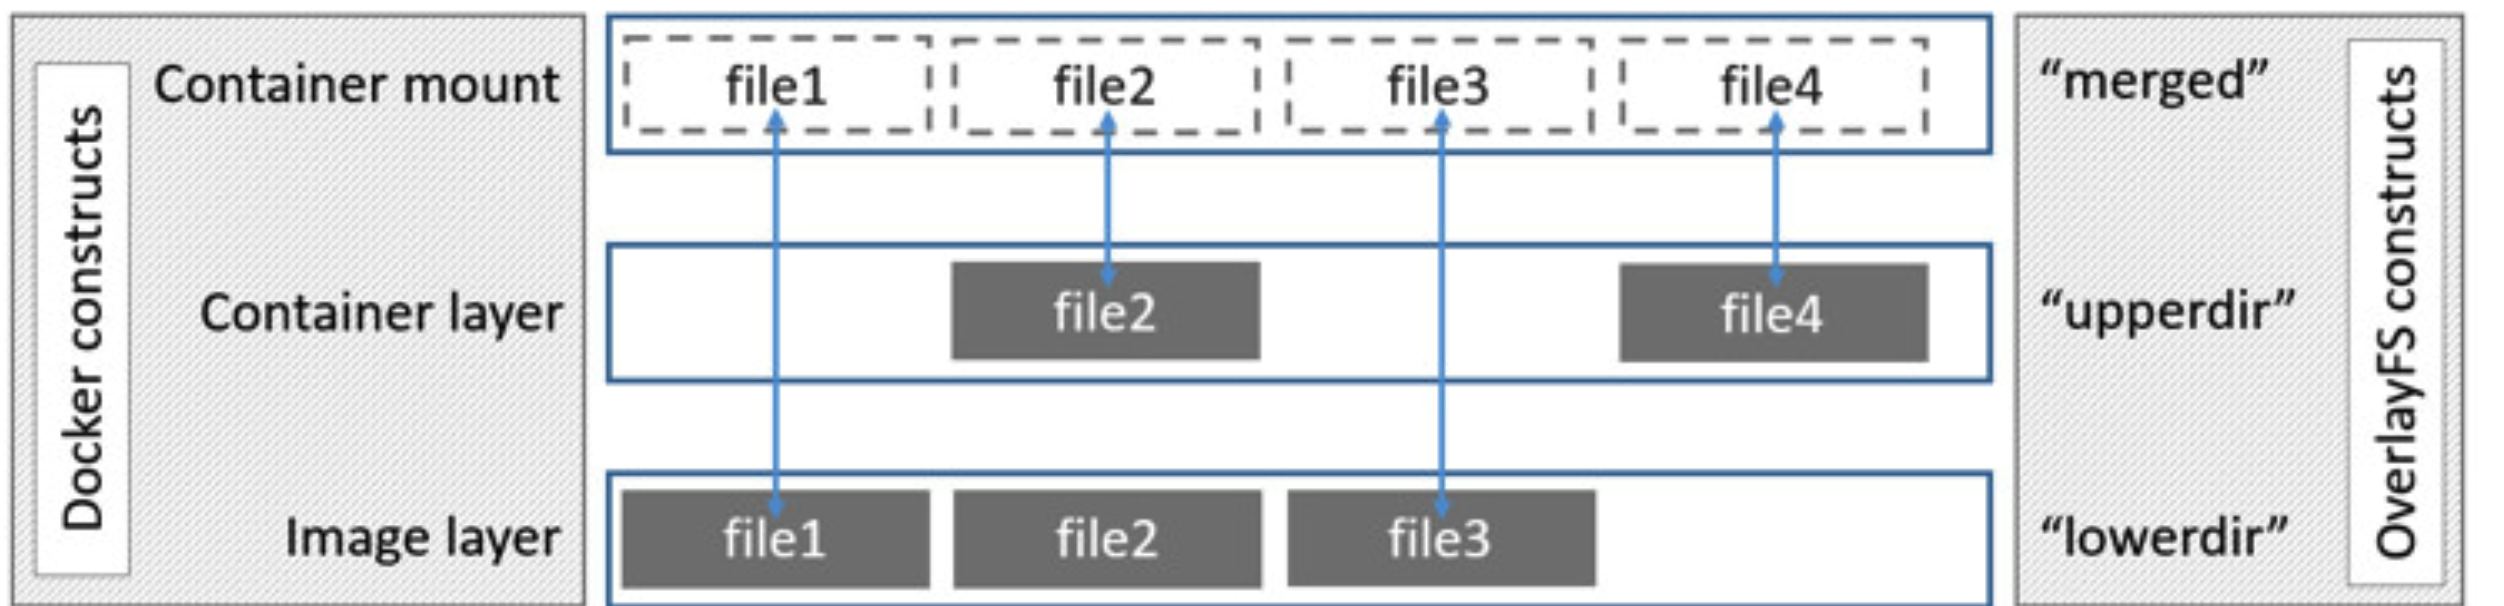 Docker constructs
Container mount
file1 file2 file3 file4
“merged”
Container layer
file2 file4
“upperdir”
Image layer
file1 file2 file3
“lowerdir”
OverlayFS constructs